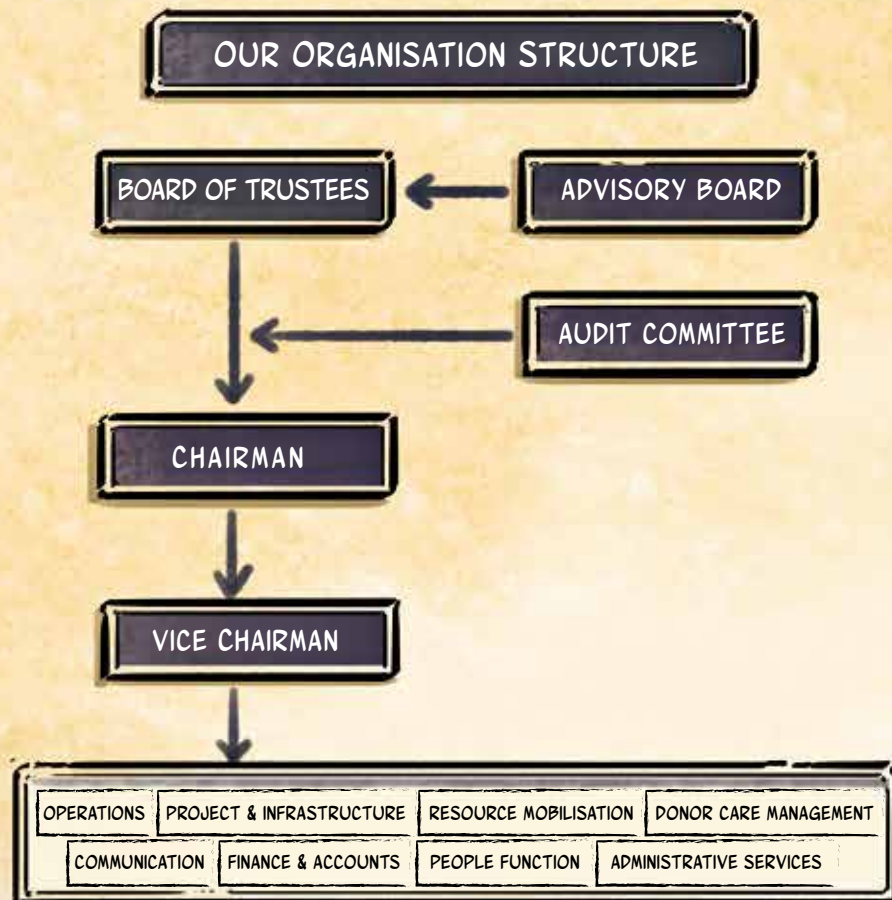 OUR ORGANISATION STRUCTURE
BOARD OF TRUSTEES
ADVISORY BOARD
AUDIT COMMITTEE
CHAIRMAN
VICE CHAIRMAN
OPERATIONS
PROJECT & INFRASTRUCTURE
RESOURCE MOBILISATION
DONOR CARE MANAGEMENT
COMMUNICATION
FINANCE & ACCOUNTS
PEOPLE FUNCTION
ADMINISTRATIVE SERVICES